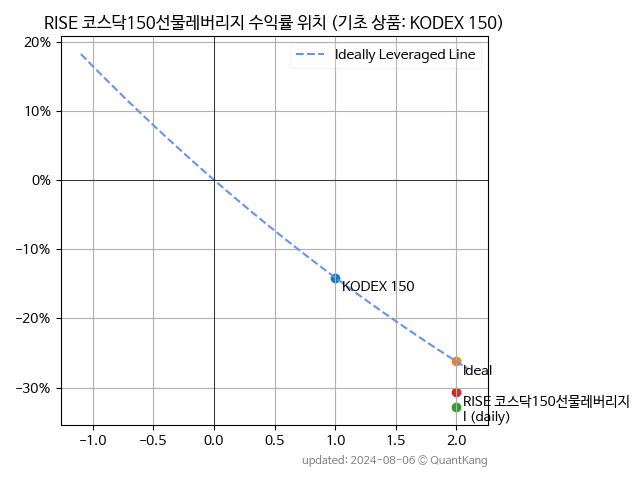 RISE 코스닥150선물레버리지 수익률 위치 (기초 상품: KODEX 150)
20%
10%
0%
−10%
−20%
−30%
Ideally Leveraged Line
KODEX 150
Ideal
RISE 코스닥150선물레버리지
(daily)
−1.0 −0.5 0.0 0.5 1.0 1.5 2.0
updated: 2024-08-06 © QuantKang